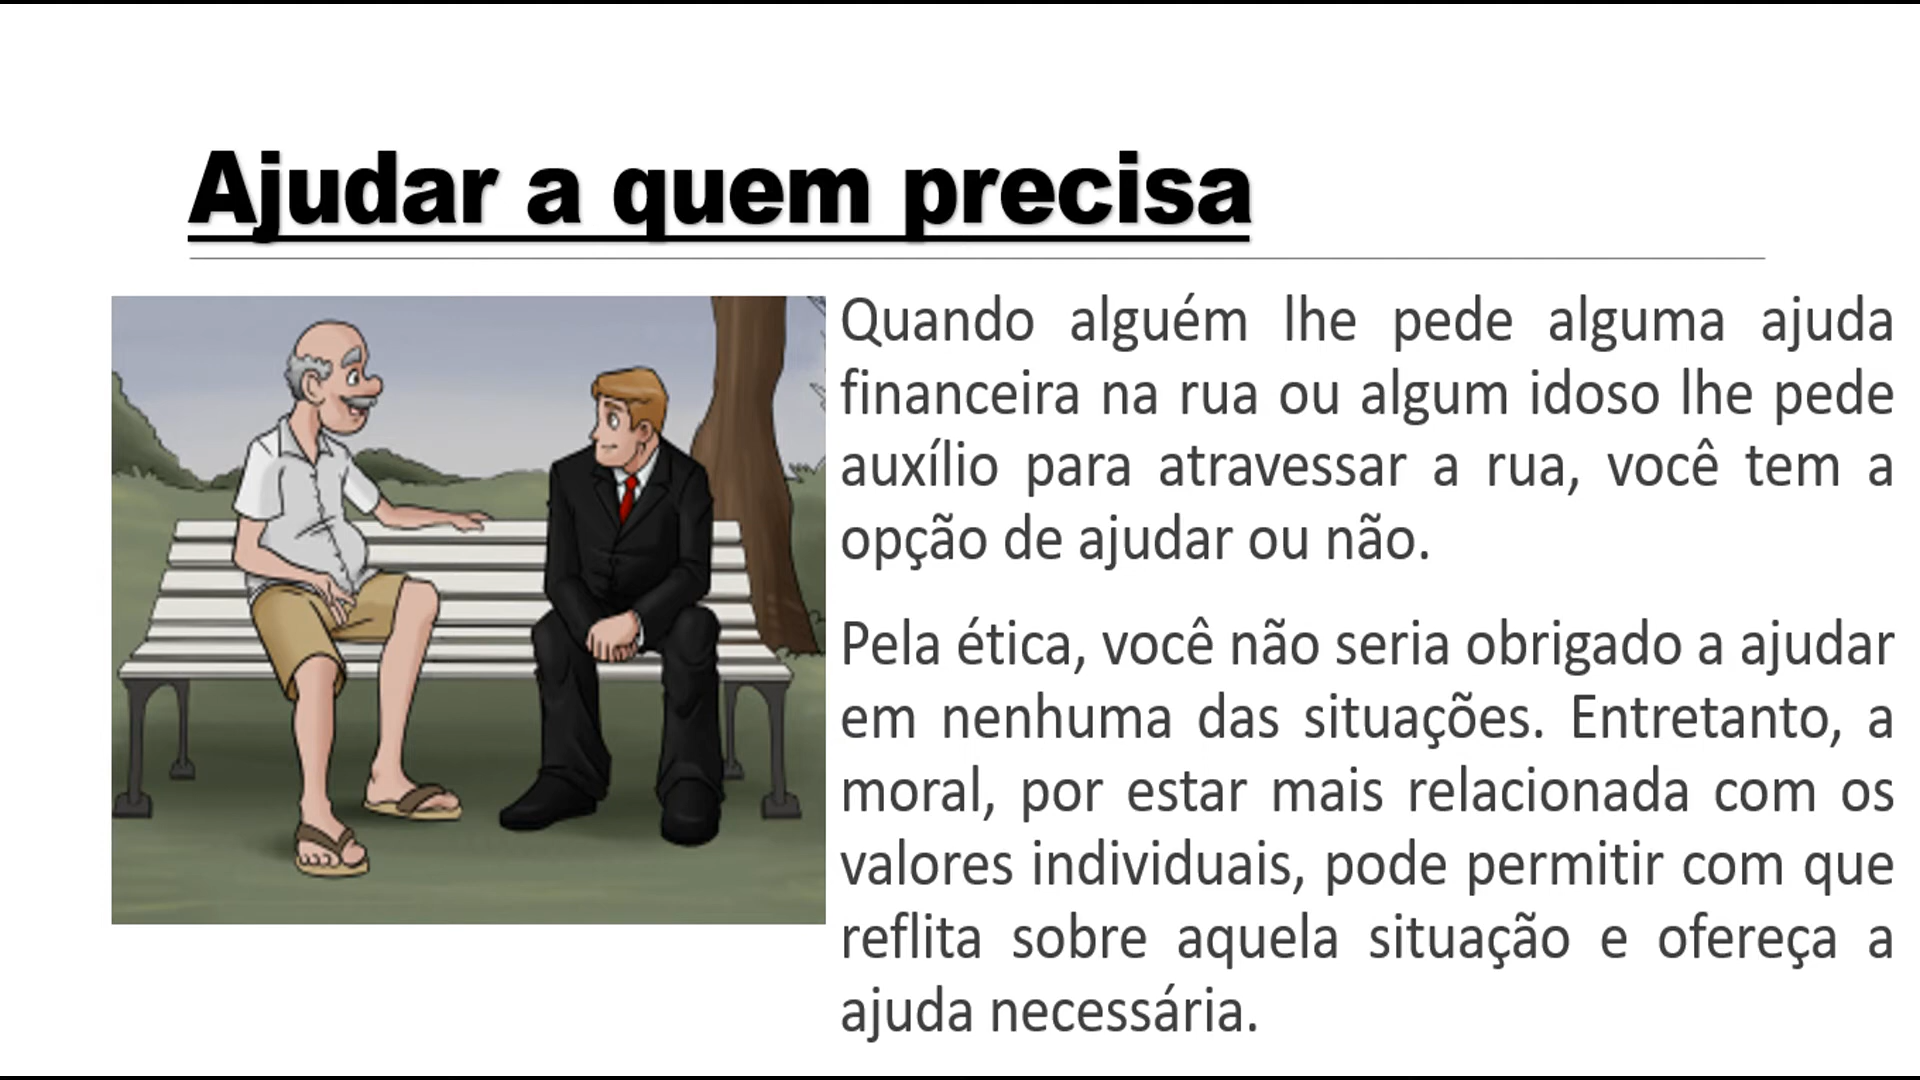 Ajudar a quem precisa
Quando alguém lhe pede alguma ajuda
financeira na rua ou algum idoso lhe pede
auxílio para atravessar a rua, você tem a
opção de ajudar ou não.
Pela ética, você não seria obrigado a ajudar
em nenhuma das situações. Entretanto, a
moral, por estar mais relacionada com os
valores individuais, pode permitir com que
reflita sobre aquela situação e ofereça a
ajuda necessária.